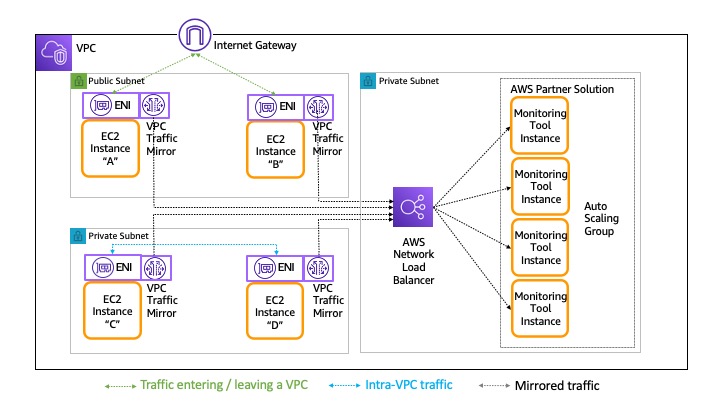 VPC
Internet Gateway
Public Subnet
ENI
VPC
Traffic
Mirror
EC2
Instance
“A”
ENI
VPC
Traffic
Mirror
EC2
Instance
“B”
Private Subnet
ENI
VPC
Traffic
Mirror
EC2
Instance
“C”
ENI
VPC
Traffic
Mirror
EC2
Instance
“D”
Private Subnet
AWS
Network
Load
Balancer
AWS Partner Solution
Monitoring
Tool
Instance
Monitoring
Tool
Instance
Monitoring
Tool
Instance
Monitoring
Tool
Instance
Auto
Scaling
Group
Traffic entering / leaving a VPC
Intra-VPC traffic
Mirrored traffic